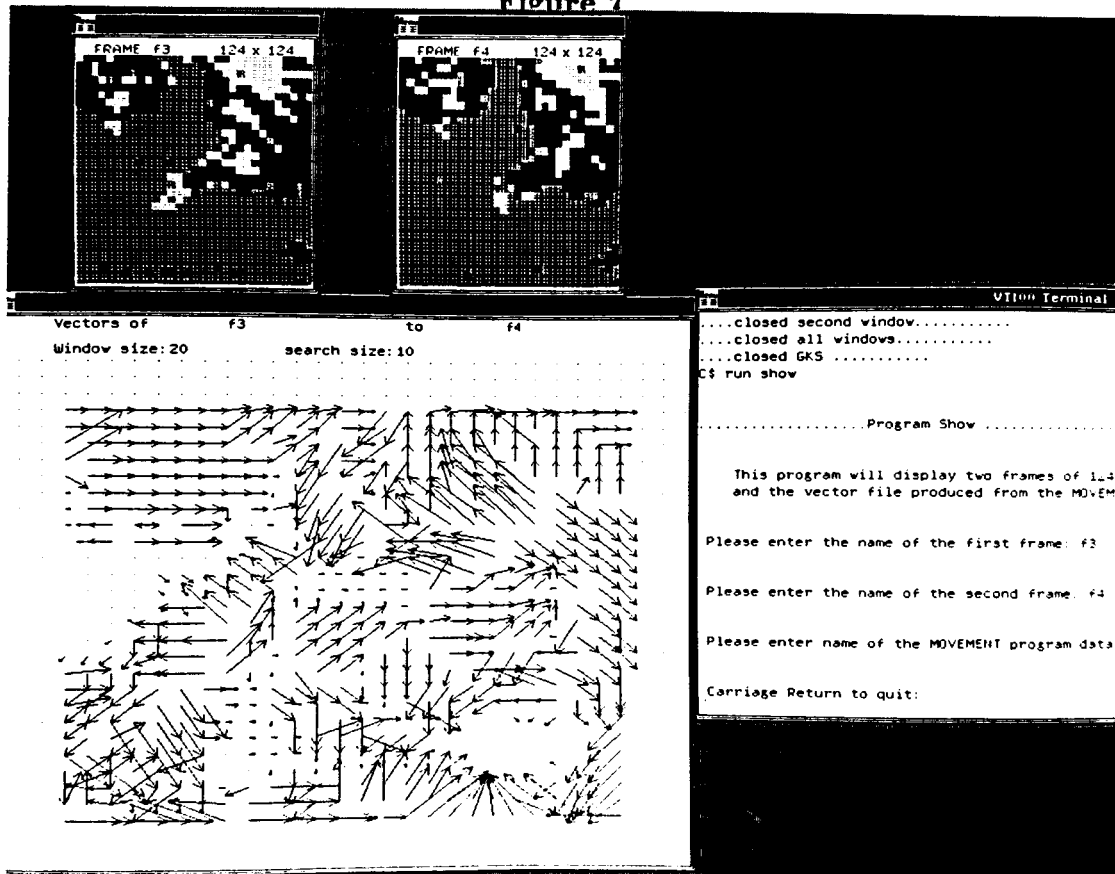 Figure 7
FRAME f3 124 x 124
FRAME f4 124 x 124
Vectors of f3 to f4
Window size:20 search size:10
VT100 Terminal
....closed second window...........
....closed all windows...........
....closed GKS ...........
C$ run show
..................Program Show ..............
This program will display two frames of 124
and the vector file produced from the MOVEM
Please enter the name of the first frame: f3
Please enter the name of the second frame: f4
Please enter name of the MOVEMENT program data
Carriage Return to quit: